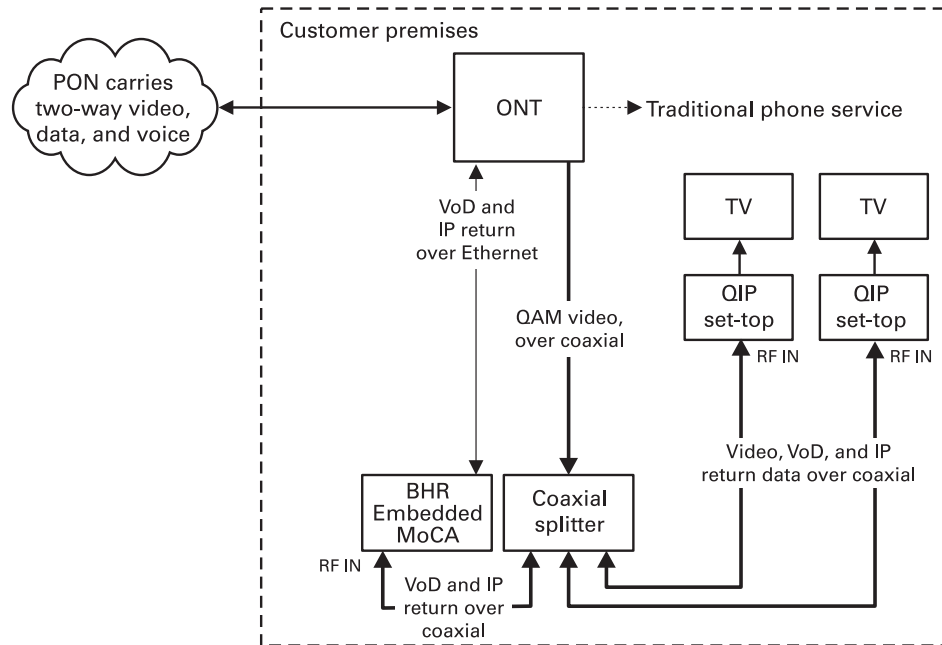 Customer premises
PON carries
two-way video,
data, and voice
ONT
Traditional phone service
VoD and
IP return
over Ethernet
TV
TV
QIP
set-top
QIP
set-top
QAM video,
over coaxial
RF IN
RF IN
Video, VoD, and IP
return data over coaxial
BHR
Embedded
MoCA
Coaxial
splitter
RF IN
VoD and IP
return over
coaxial